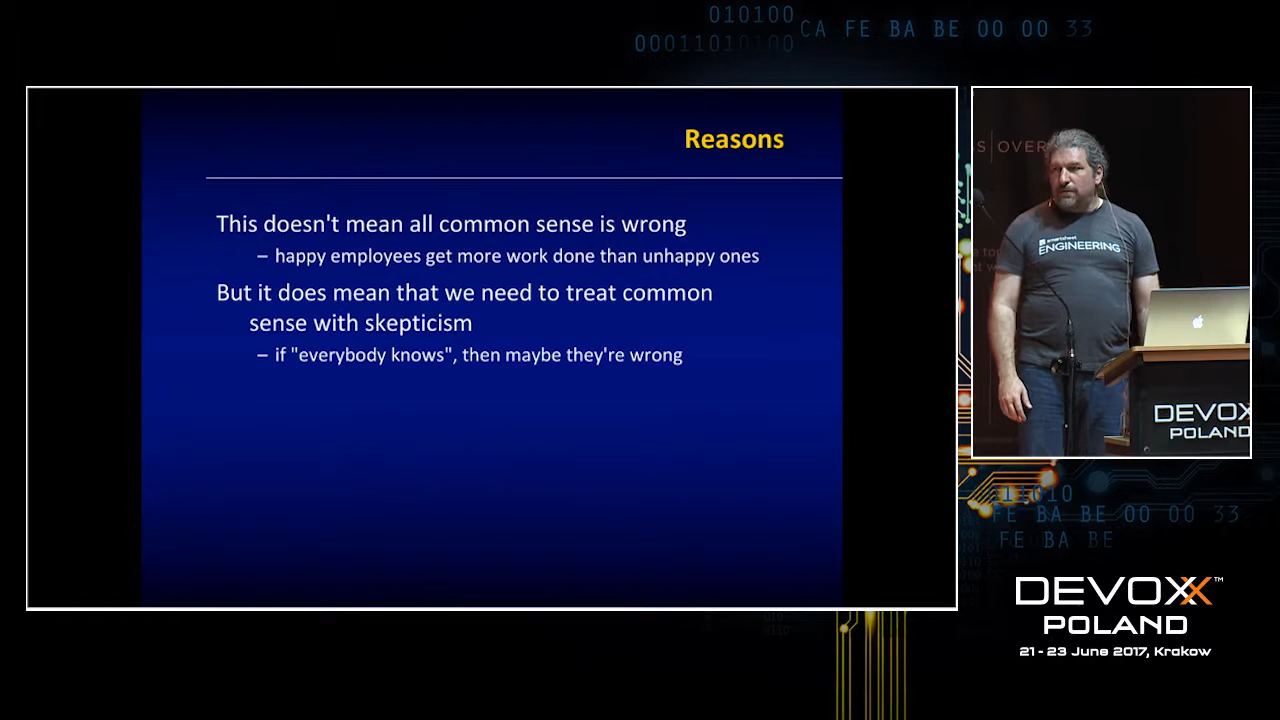 010100
00011010100
CA FE BA BE 00 00 33
Reasons
This doesn't mean all common sense is wrong
– happy employees get more work done than unhappy ones
But it does mean that we need to treat common
sense with skepticism
– if "everybody knows", then maybe they're wrong
OVER
smartsheet
ENGINEERING
DEVOX
POLAND
FE BA BE 00 00 33
FE BA BE
DEVOXX™
POLAND
21 - 23 June 2017, Krakow